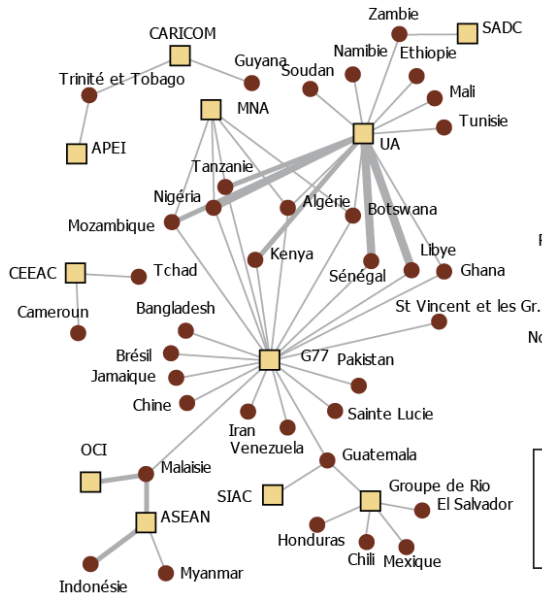 Zambie
SADC
CARICOM
Namibie
Ethiopie
Guyana
Soudan
Trinité et Tobago
Mali
MNA
Tunisie
APEI
UA
Tanzanie
Nigéria
Algérie
Botswana
Mozambique
Kenya
Libye
CEEAC
Tchad
Sénégal
Ghana
Cameroun
Bangladesh
St Vincent et les Gr.
Brésil
G77
Pakistan
Jamaique
Chine
Sainte Lucie
Iran
Venezuela
OCI
Malaisie
Guatemala
SIAC
Groupe de Rio
El Salvador
ASEAN
Honduras
Chili
Mexique
Indonésie
Myanmar